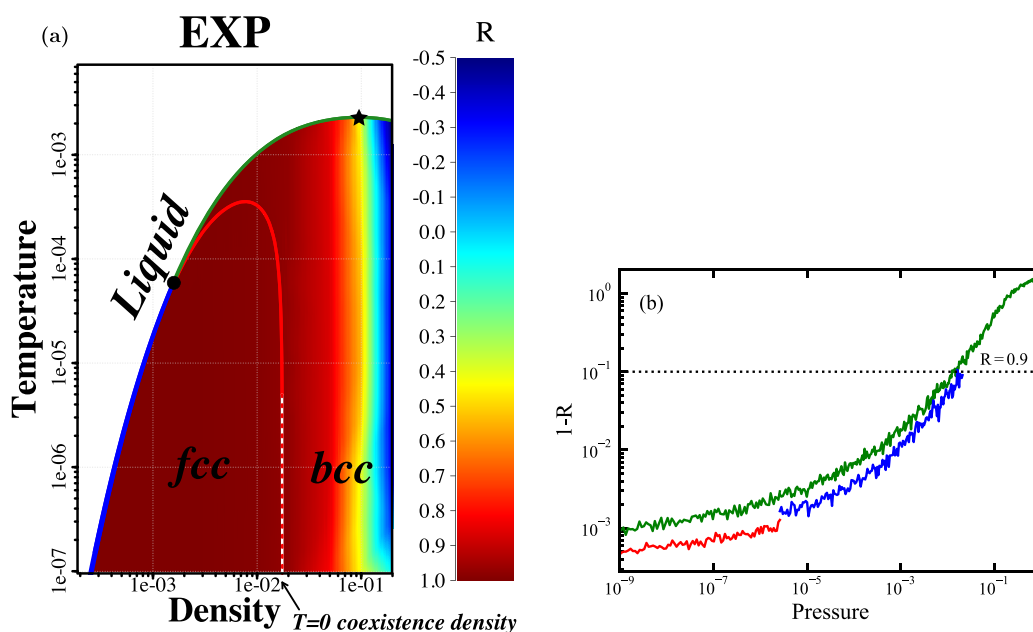 (a)
EXP
R
Temperature
1e-03
1e-04
1e-05
1e-06
1e-07
Liquid
fcc
bcc
1e-03
1e-02
1e-01
Density
T=0 coexistence density
-0.5
-0.4
-0.3
-0.2
-0.1
0.0
0.1
0.2
0.3
0.4
0.5
0.6
0.7
0.8
0.9
1.0
(b)
R = 0.9
1-R
10⁰
10⁻¹
10⁻²
10⁻³
10⁻⁹
10⁻⁷
10⁻⁵
10⁻³
10⁻¹
Pressure